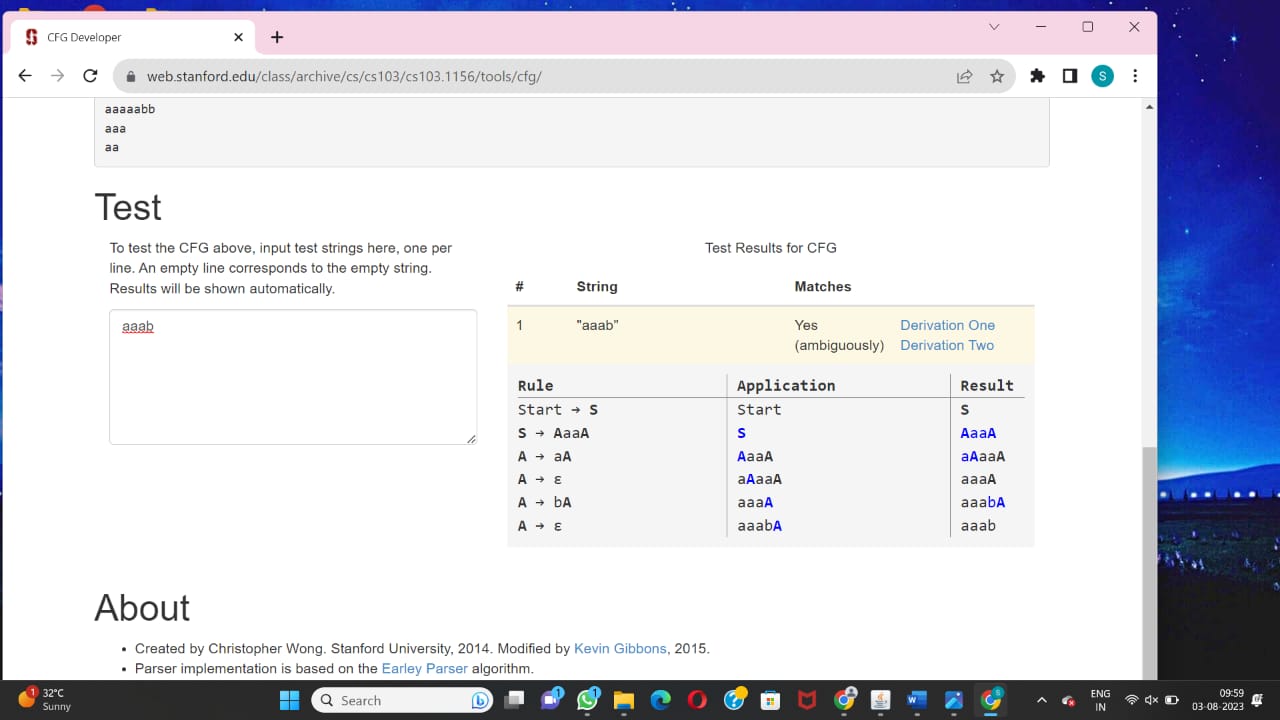 CFG Developer
web.stanford.edu/class/archive/cs/cs103/cs103.1156/tools/cfg/
S
aaaaabb
aaa
aa
Test
To test the CFG above, input test strings here, one per
line. An empty line corresponds to the empty string.
Results will be shown automatically.
aaab
Test Results for CFG
# String Matches
1 "aaab" Yes Derivation One
(ambiguously) Derivation Two
Rule Application Result
Start → S Start S
S → AaaA S AaaA
A → aA AaaA aAaaA
A → ε aAaaA aaaA
A → bA aaaA aaabA
A → ε aaabA aaab
About
• Created by Christopher Wong. Stanford University, 2014. Modified by Kevin Gibbons, 2015.
• Parser implementation is based on the Earley Parser algorithm.
1 32°C
Sunny
Search
1
1
S
ENG
IN
09:59
03-08-2023